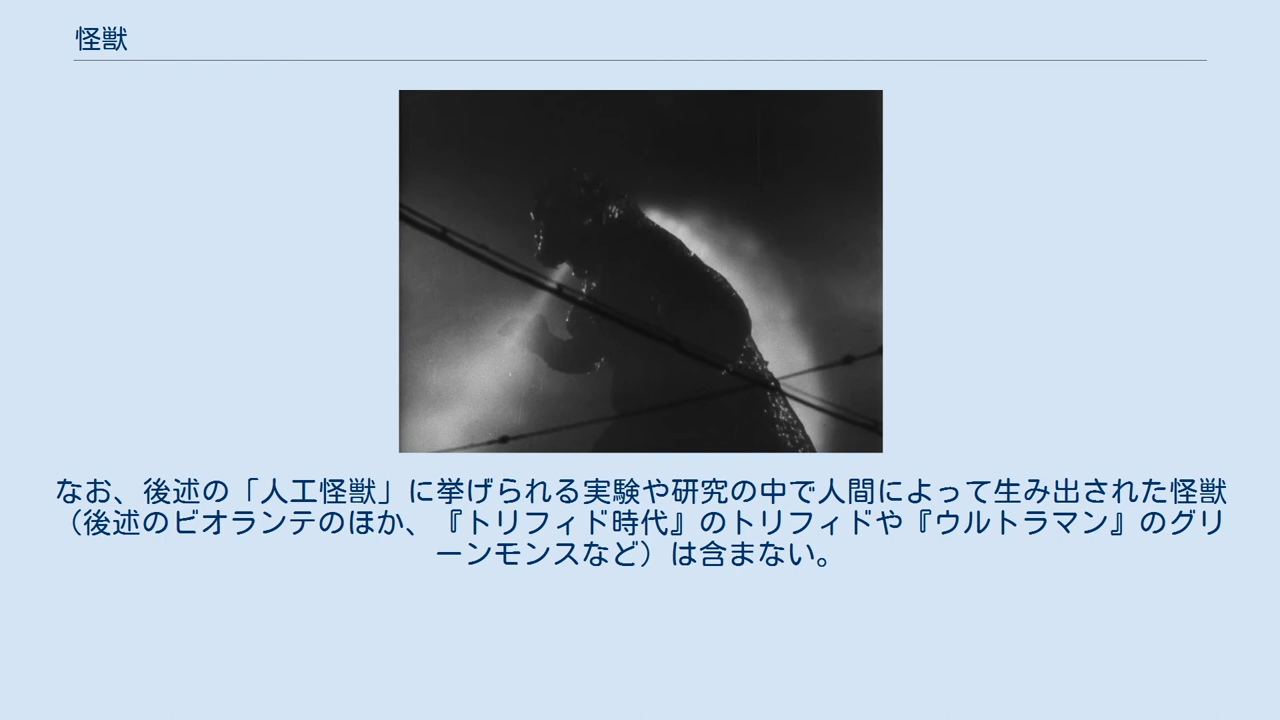 怪獣
なお、後述の「人工怪獣」に挙げられる実験や研究の中で人間によって生み出された怪獣
（後述のビオランテのほか、『トリフィド時代』のトリフィドや『ウルトラマン』のグリ
ーンモンスなど）は含まない。